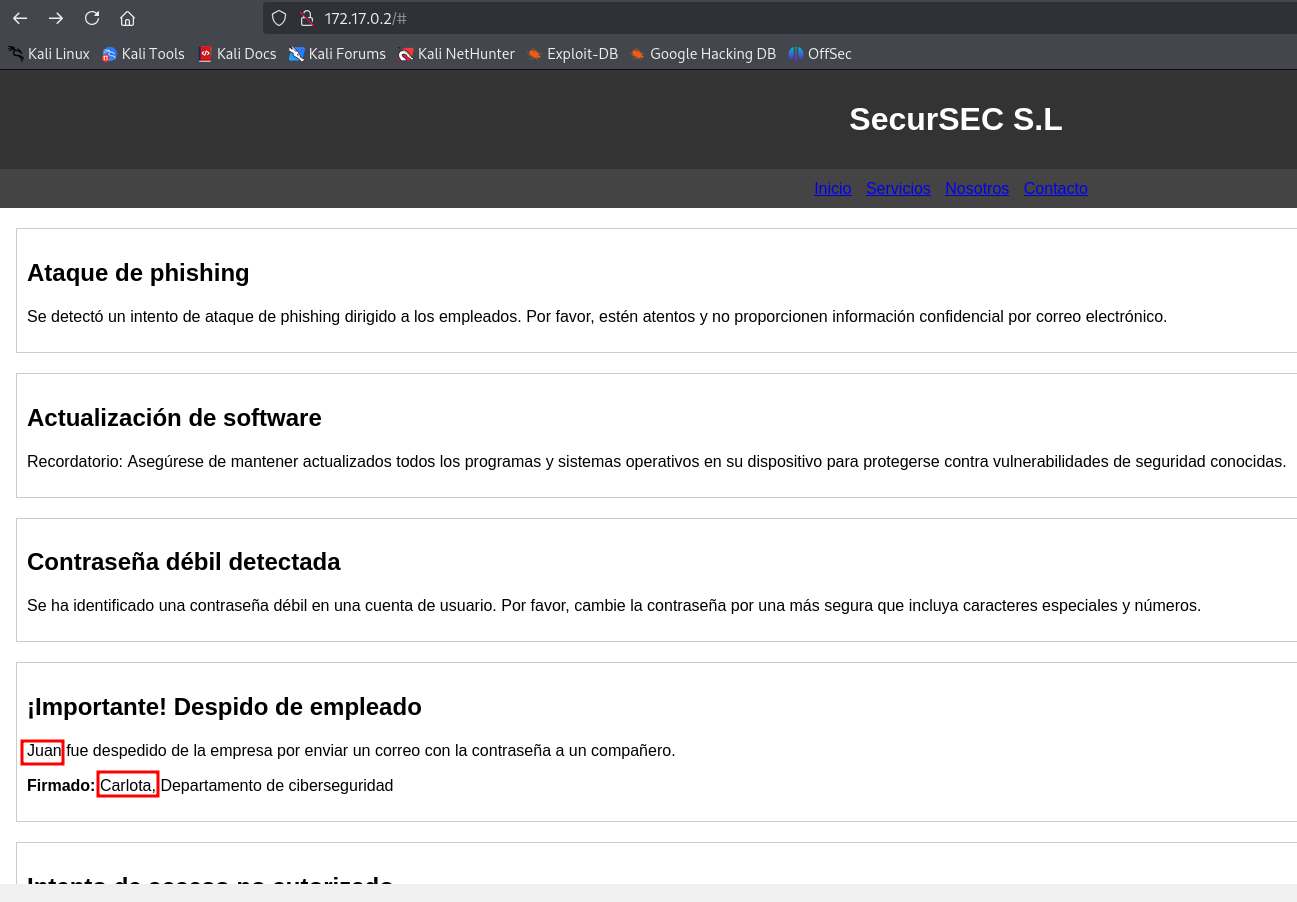 172.17.0.2/#
Kali Linux Kali Tools Kali Docs Kali Forums Kali NetHunter Exploit-DB Google Hacking DB OffSec
SecurSEC S.L
Inicio Servicios Nosotros Contacto
Ataque de phishing
Se detectó un intento de ataque de phishing dirigido a los empleados. Por favor, estén atentos y no proporcionen información confidencial por correo electrónico.
Actualización de software
Recordatorio: Asegúrese de mantener actualizados todos los programas y sistemas operativos en su dispositivo para protegerse contra vulnerabilidades de seguridad conocidas.
Contraseña débil detectada
Se ha identificado una contraseña débil en una cuenta de usuario. Por favor, cambie la contraseña por una más segura que incluya caracteres especiales y números.
¡Importante! Despido de empleado
Juan fue despedido de la empresa por enviar un correo con la contraseña a un compañero.
Firmado: Carlota, Departamento de ciberseguridad
Intento de acceso no autorizado